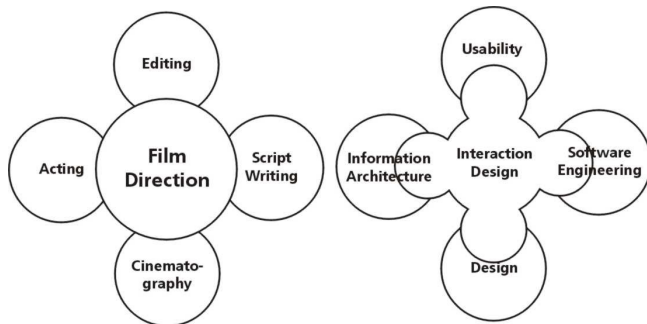 Editing
Acting
Film
Direction
Script
Writing
Cinemato-
graphy
Usability
Information
Architecture
Interaction
Design
Software
Engineering
Design